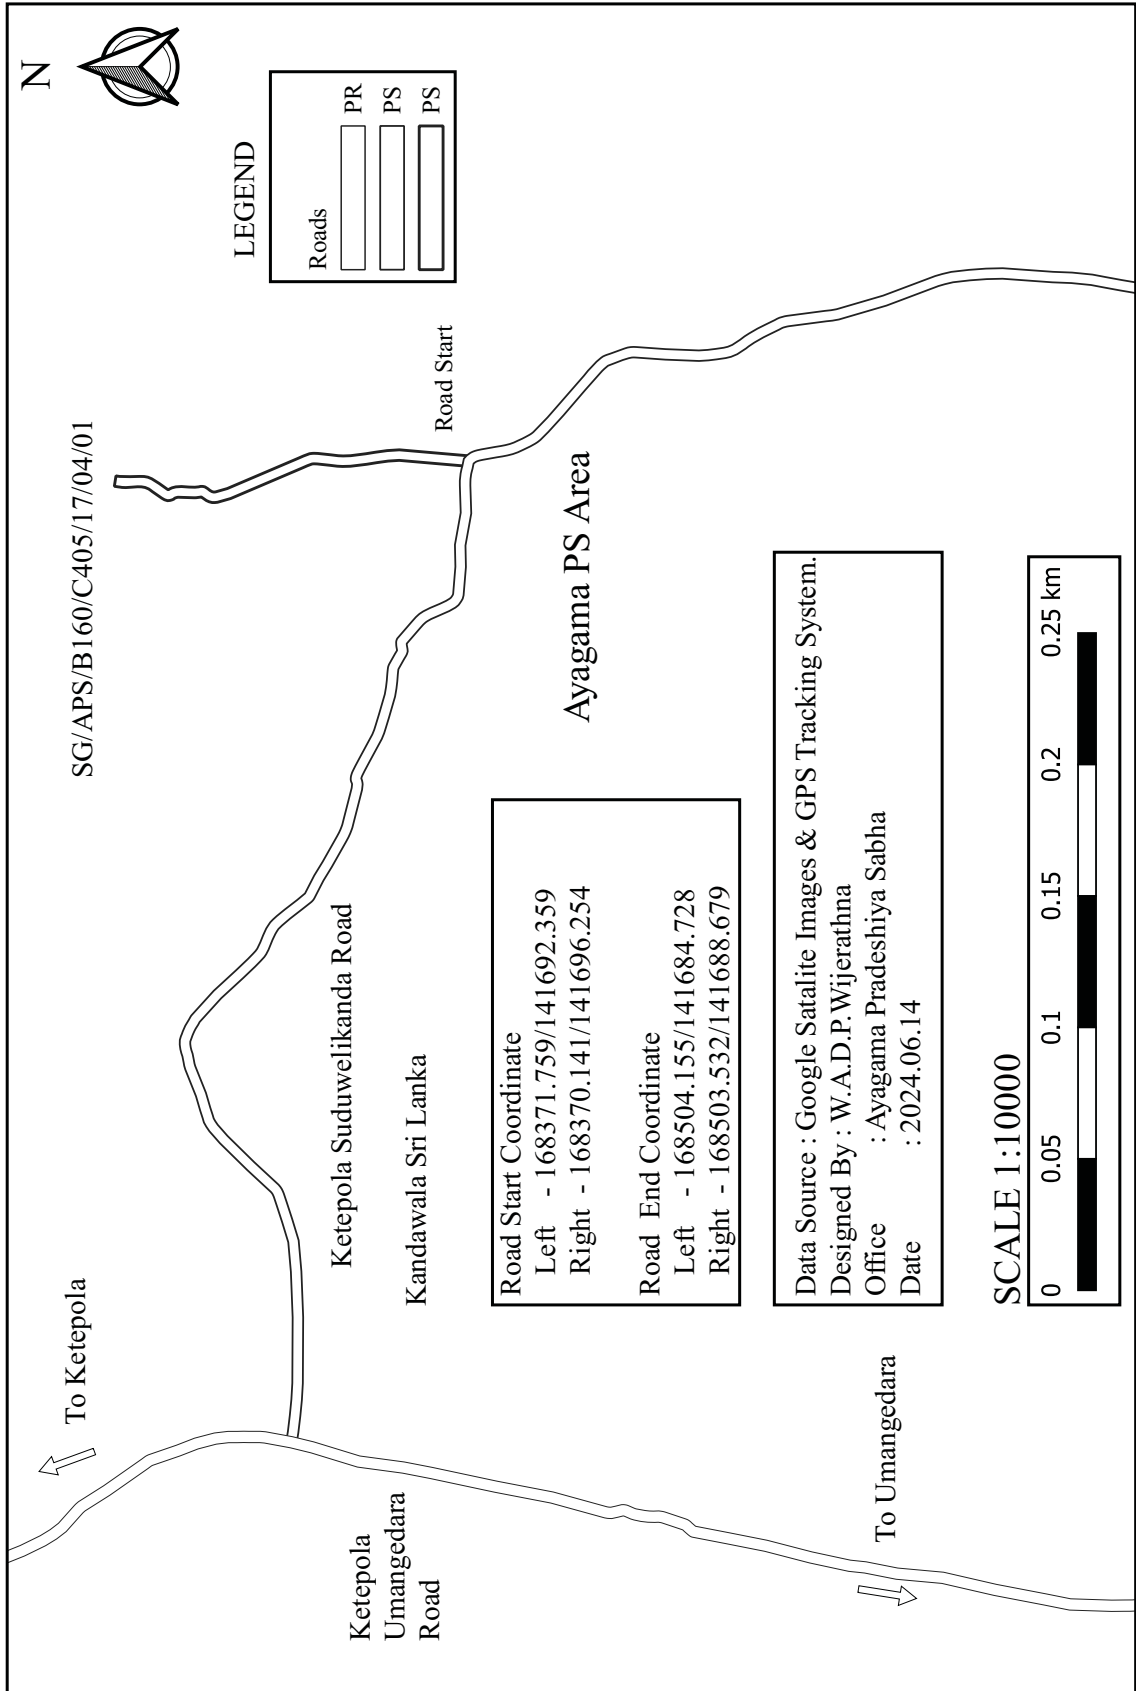 N
SG/APS/B160/C405/17/04/01
LEGEND
Roads
PR
PS
PS
Road Start
To Ketepola
Ketepola Suduwelikanda Road
Kandawala Sri Lanka
Ayagama PS Area
Ketepola
Umangedara
Road
Road Start Coordinate
Left - 168371.759/141692.359
Right - 168370.141/141696.254
Road End Coordinate
Left - 168504.155/141684.728
Right - 168503.532/141688.679
Data Source : Google Satalite Images & GPS Tracking System.
Designed By : W.A.D.P.Wijerathna
Office : Ayagama Pradeshiya Sabha
Date : 2024.06.14
To Umangedara
SCALE 1:10000
0 0.05 0.1 0.15 0.2 0.25 km